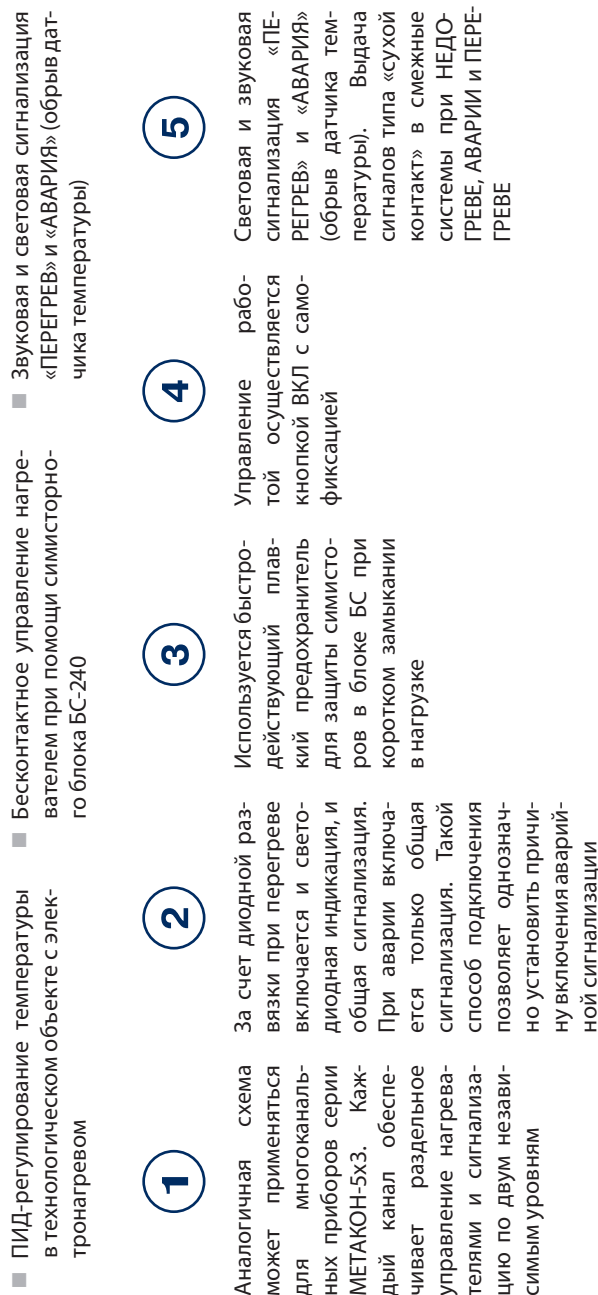 ПИД-регулирование температуры
в технологическом объекте с элек-
тронагревом
Бесконтактное управление нагре-
вателем при помощи симисторно-
го блока БС-240
Звуковая и световая сигнализация
«ПЕРЕГРЕВ» и «АВАРИЯ» (обрыв дат-
чика температуры)
1
Аналогичная схема
может применяться
для многоканаль-
ных приборов серии
МЕТАКОН-5х3. Каж-
дый канал обеспе-
чивает раздельное
управление нагрева-
телями и сигнализа-
цию по двум незави-
симым уровням
2
За счет диодной раз-
вязки при перегреве
включается и свето-
диодная индикация, и
общая сигнализация.
При аварии включа-
ется только общая
сигнализация. Такой
способ подключения
позволяет однознач-
но установить причи-
ну включения аварий-
ной сигнализации
3
Используется быстро-
действующий плав-
кий предохранитель
для защиты симисто-
ров в блоке БС при
коротком замыкании
в нагрузке
4
Управление рабо-
той осуществляется
кнопкой ВКЛ с само-
фиксацией
5
Световая и звуковая
сигнализация «ПЕ-
РЕГРЕВ» и «АВАРИЯ»
(обрыв датчика тем-
пературы). Выдача
сигналов типа «сухой
контакт» в смежные
системы при НЕДО-
ГРЕВЕ, АВАРИИ и ПЕРЕ-
ГРЕВЕ